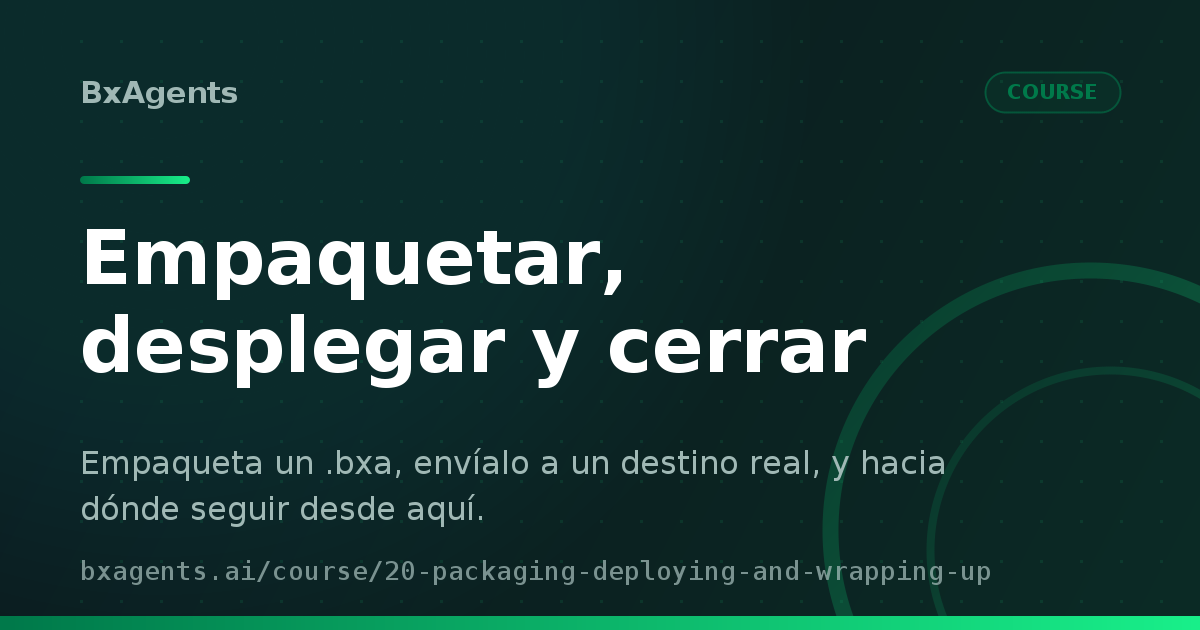 BxAgents
COURSE
Empaquetar,
desplegar y cerrar
Empaqueta un .bxa, envíalo a un destino real, y hacia
dónde seguir desde aquí.
bxagents.ai/course/20-packaging-deploying-and-wrapping-up